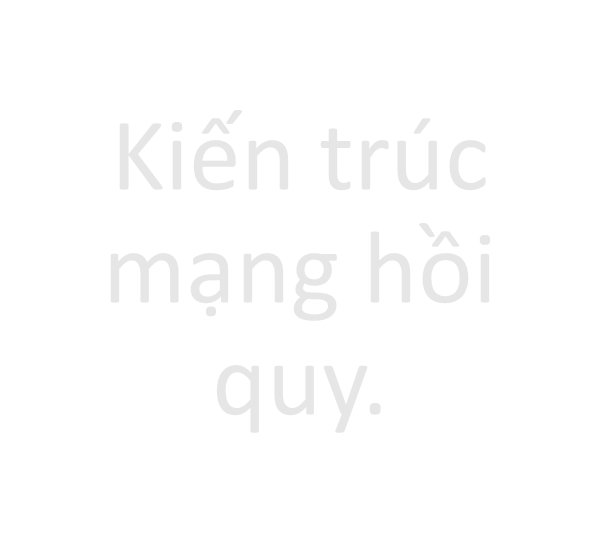 Kiến trúc
mạng hồi
quy.